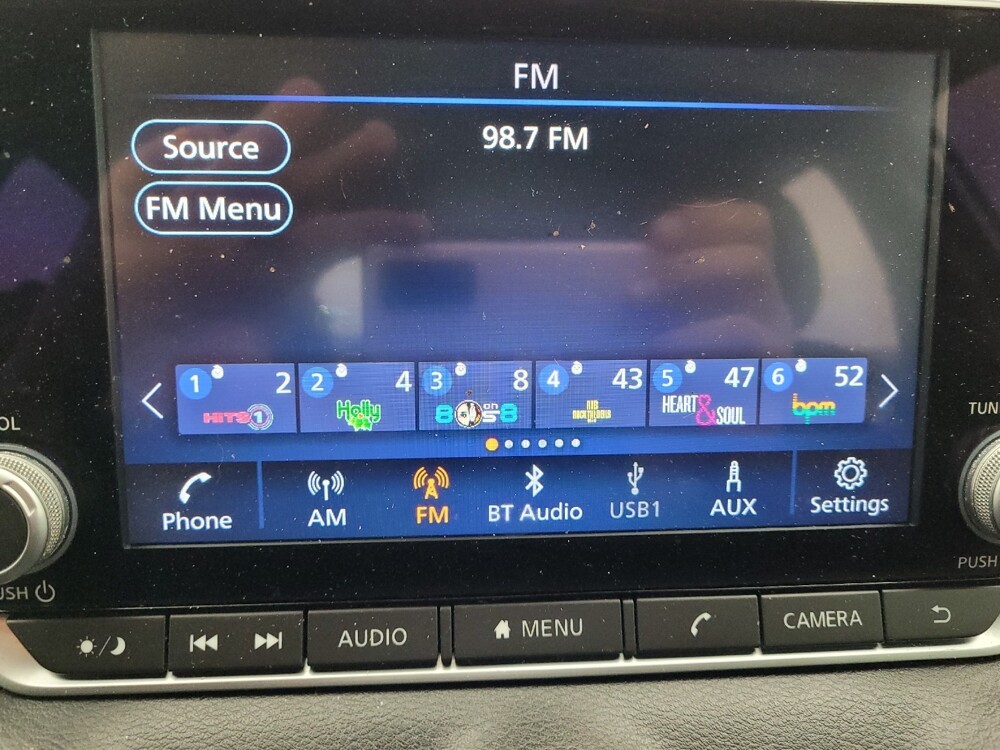 FM
98.7 FM
Source
FM Menu
1 2 2 4 3 8 4 43 5 47 6 52
HITS 1 Holly 80s on 8 HEART & SOUL bpm
Phone AM FM BT Audio USB1 AUX Settings
OL
TUN
USH
PUSH
AUDIO MENU CAMERA